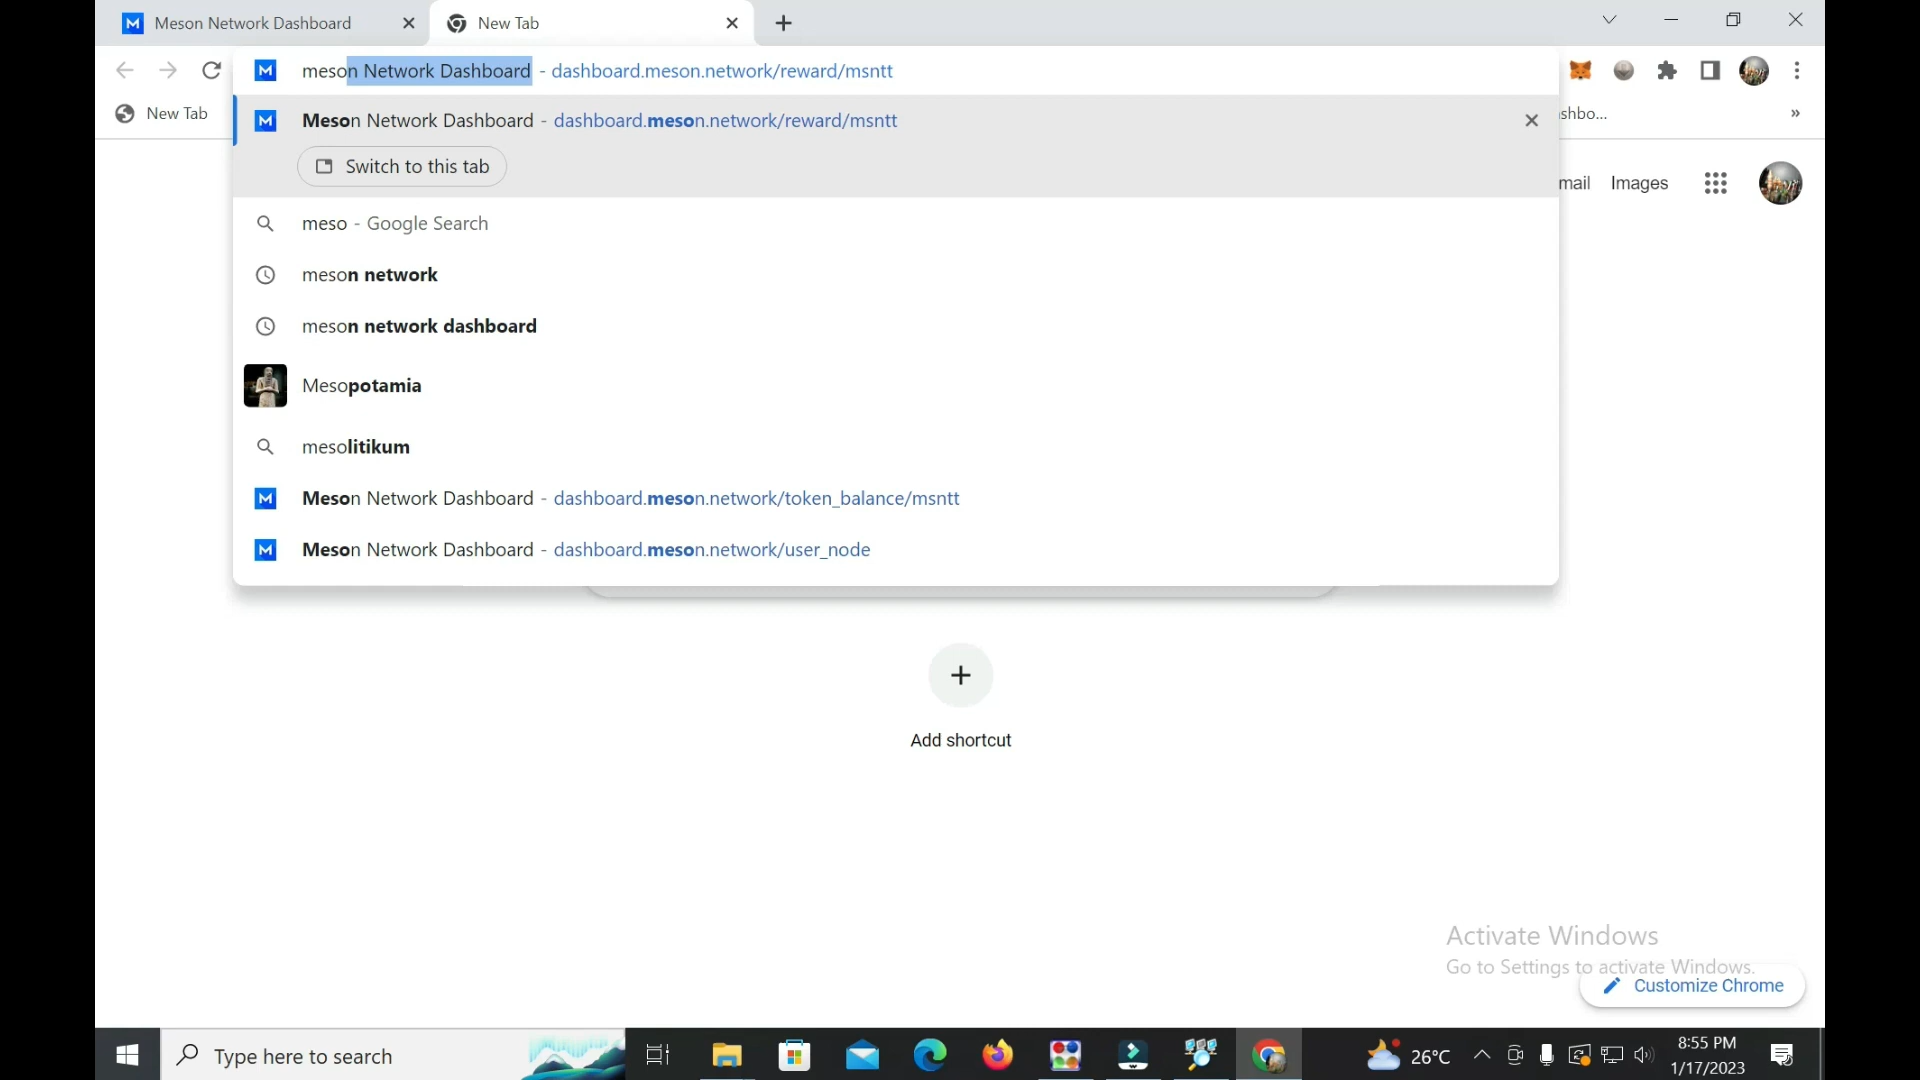 Meson Network Dashboard
New Tab
meson Network Dashboard - dashboard.meson.network/reward/msntt
New Tab
shbo...
»
Meson Network Dashboard - dashboard.meson.network/reward/msntt
Switch to this tab
mail Images
meso - Google Search
meson network
meson network dashboard
Mesopotamia
mesolitikum
Meson Network Dashboard - dashboard.meson.network/token_balance/msntt
Meson Network Dashboard - dashboard.meson.network/user_node
Add shortcut
Activate Windows
Go to Settings to activate Windows.
Customize Chrome
Type here to search
26°C
8:55 PM
1/17/2023